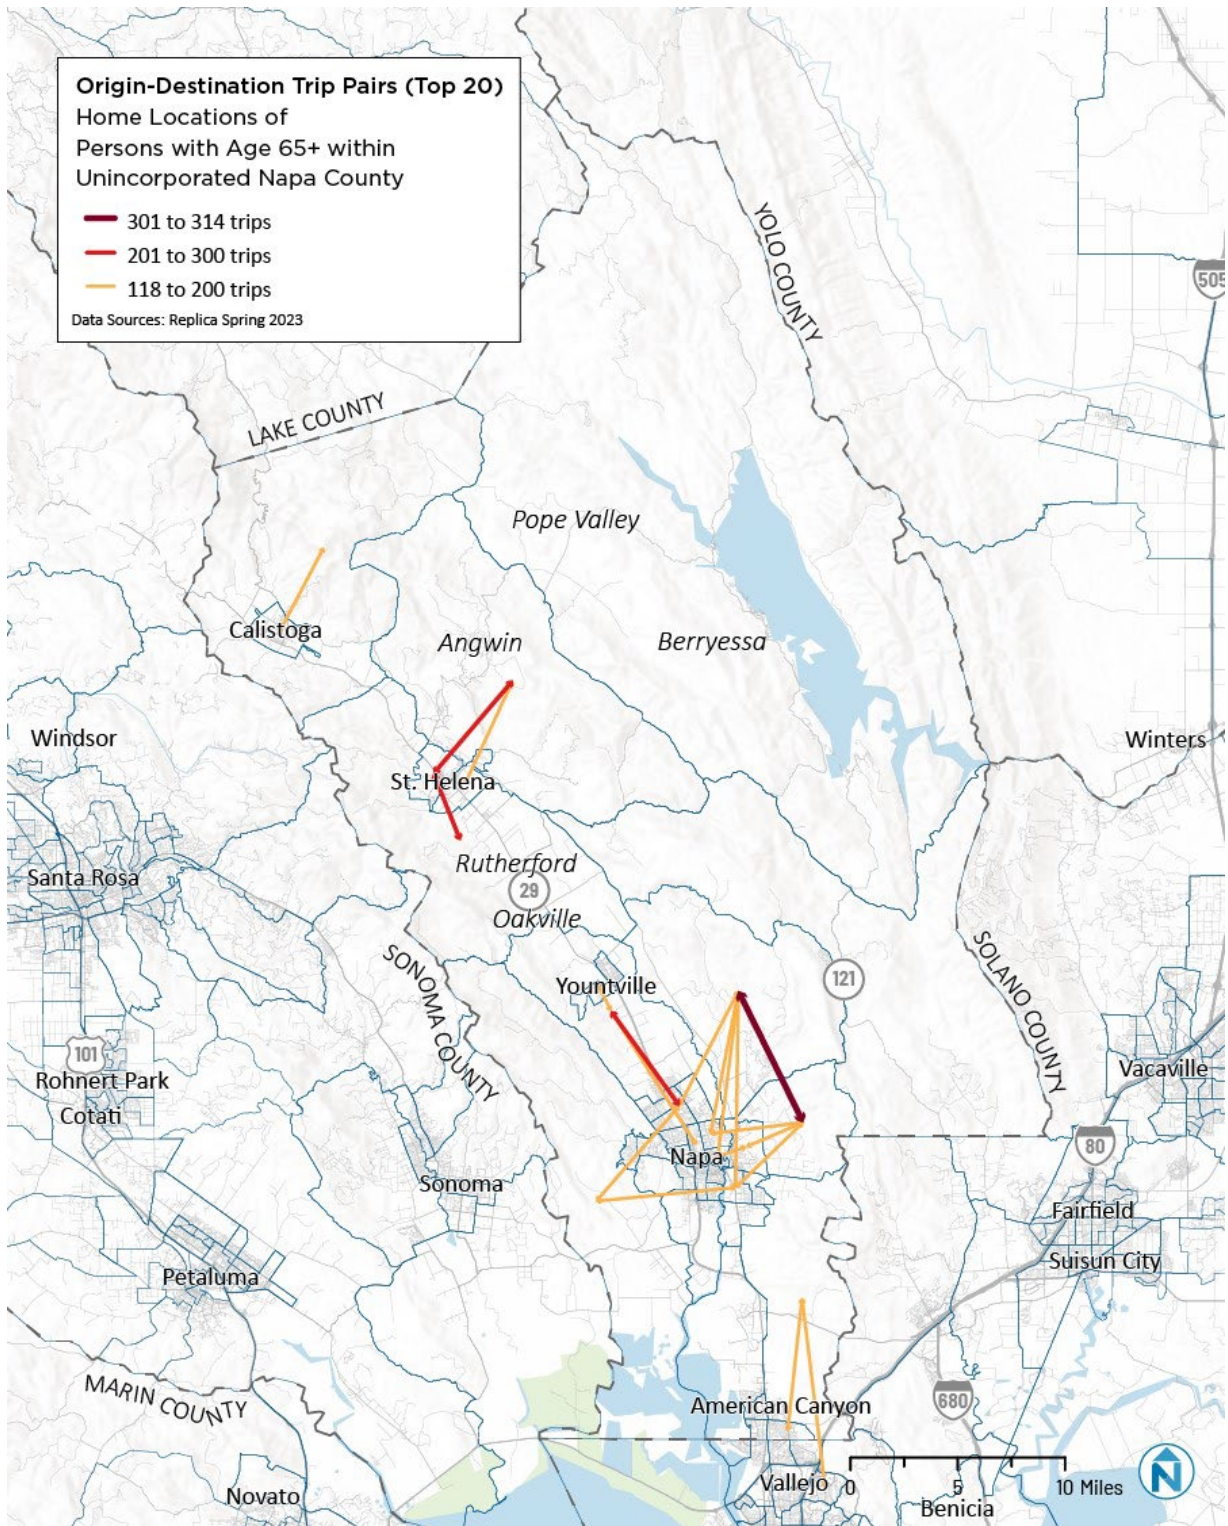 Origin-Destination Trip Pairs (Top 20)
Home Locations of
Persons with Age 65+ within
Unincorporated Napa County
301 to 314 trips
201 to 300 trips
118 to 200 trips
Data Sources: Replica Spring 2023
YOLO COUNTY
505
LAKE COUNTY
Pope Valley
Calistoga
Angwin
Berryessa
Windsor
Winters
St. Helena
Rutherford
Santa Rosa
29
Oakville
SONOMA COUNTY
SOLANO COUNTY
Yountville
121
101
Rohnert Park
Vacaville
Cotati
80
Napa
Sonoma
Fairfield
Suisun City
Petaluma
MARIN COUNTY
680
American Canyon
Vallejo
0 5 10 Miles
N
Novato
Benicia